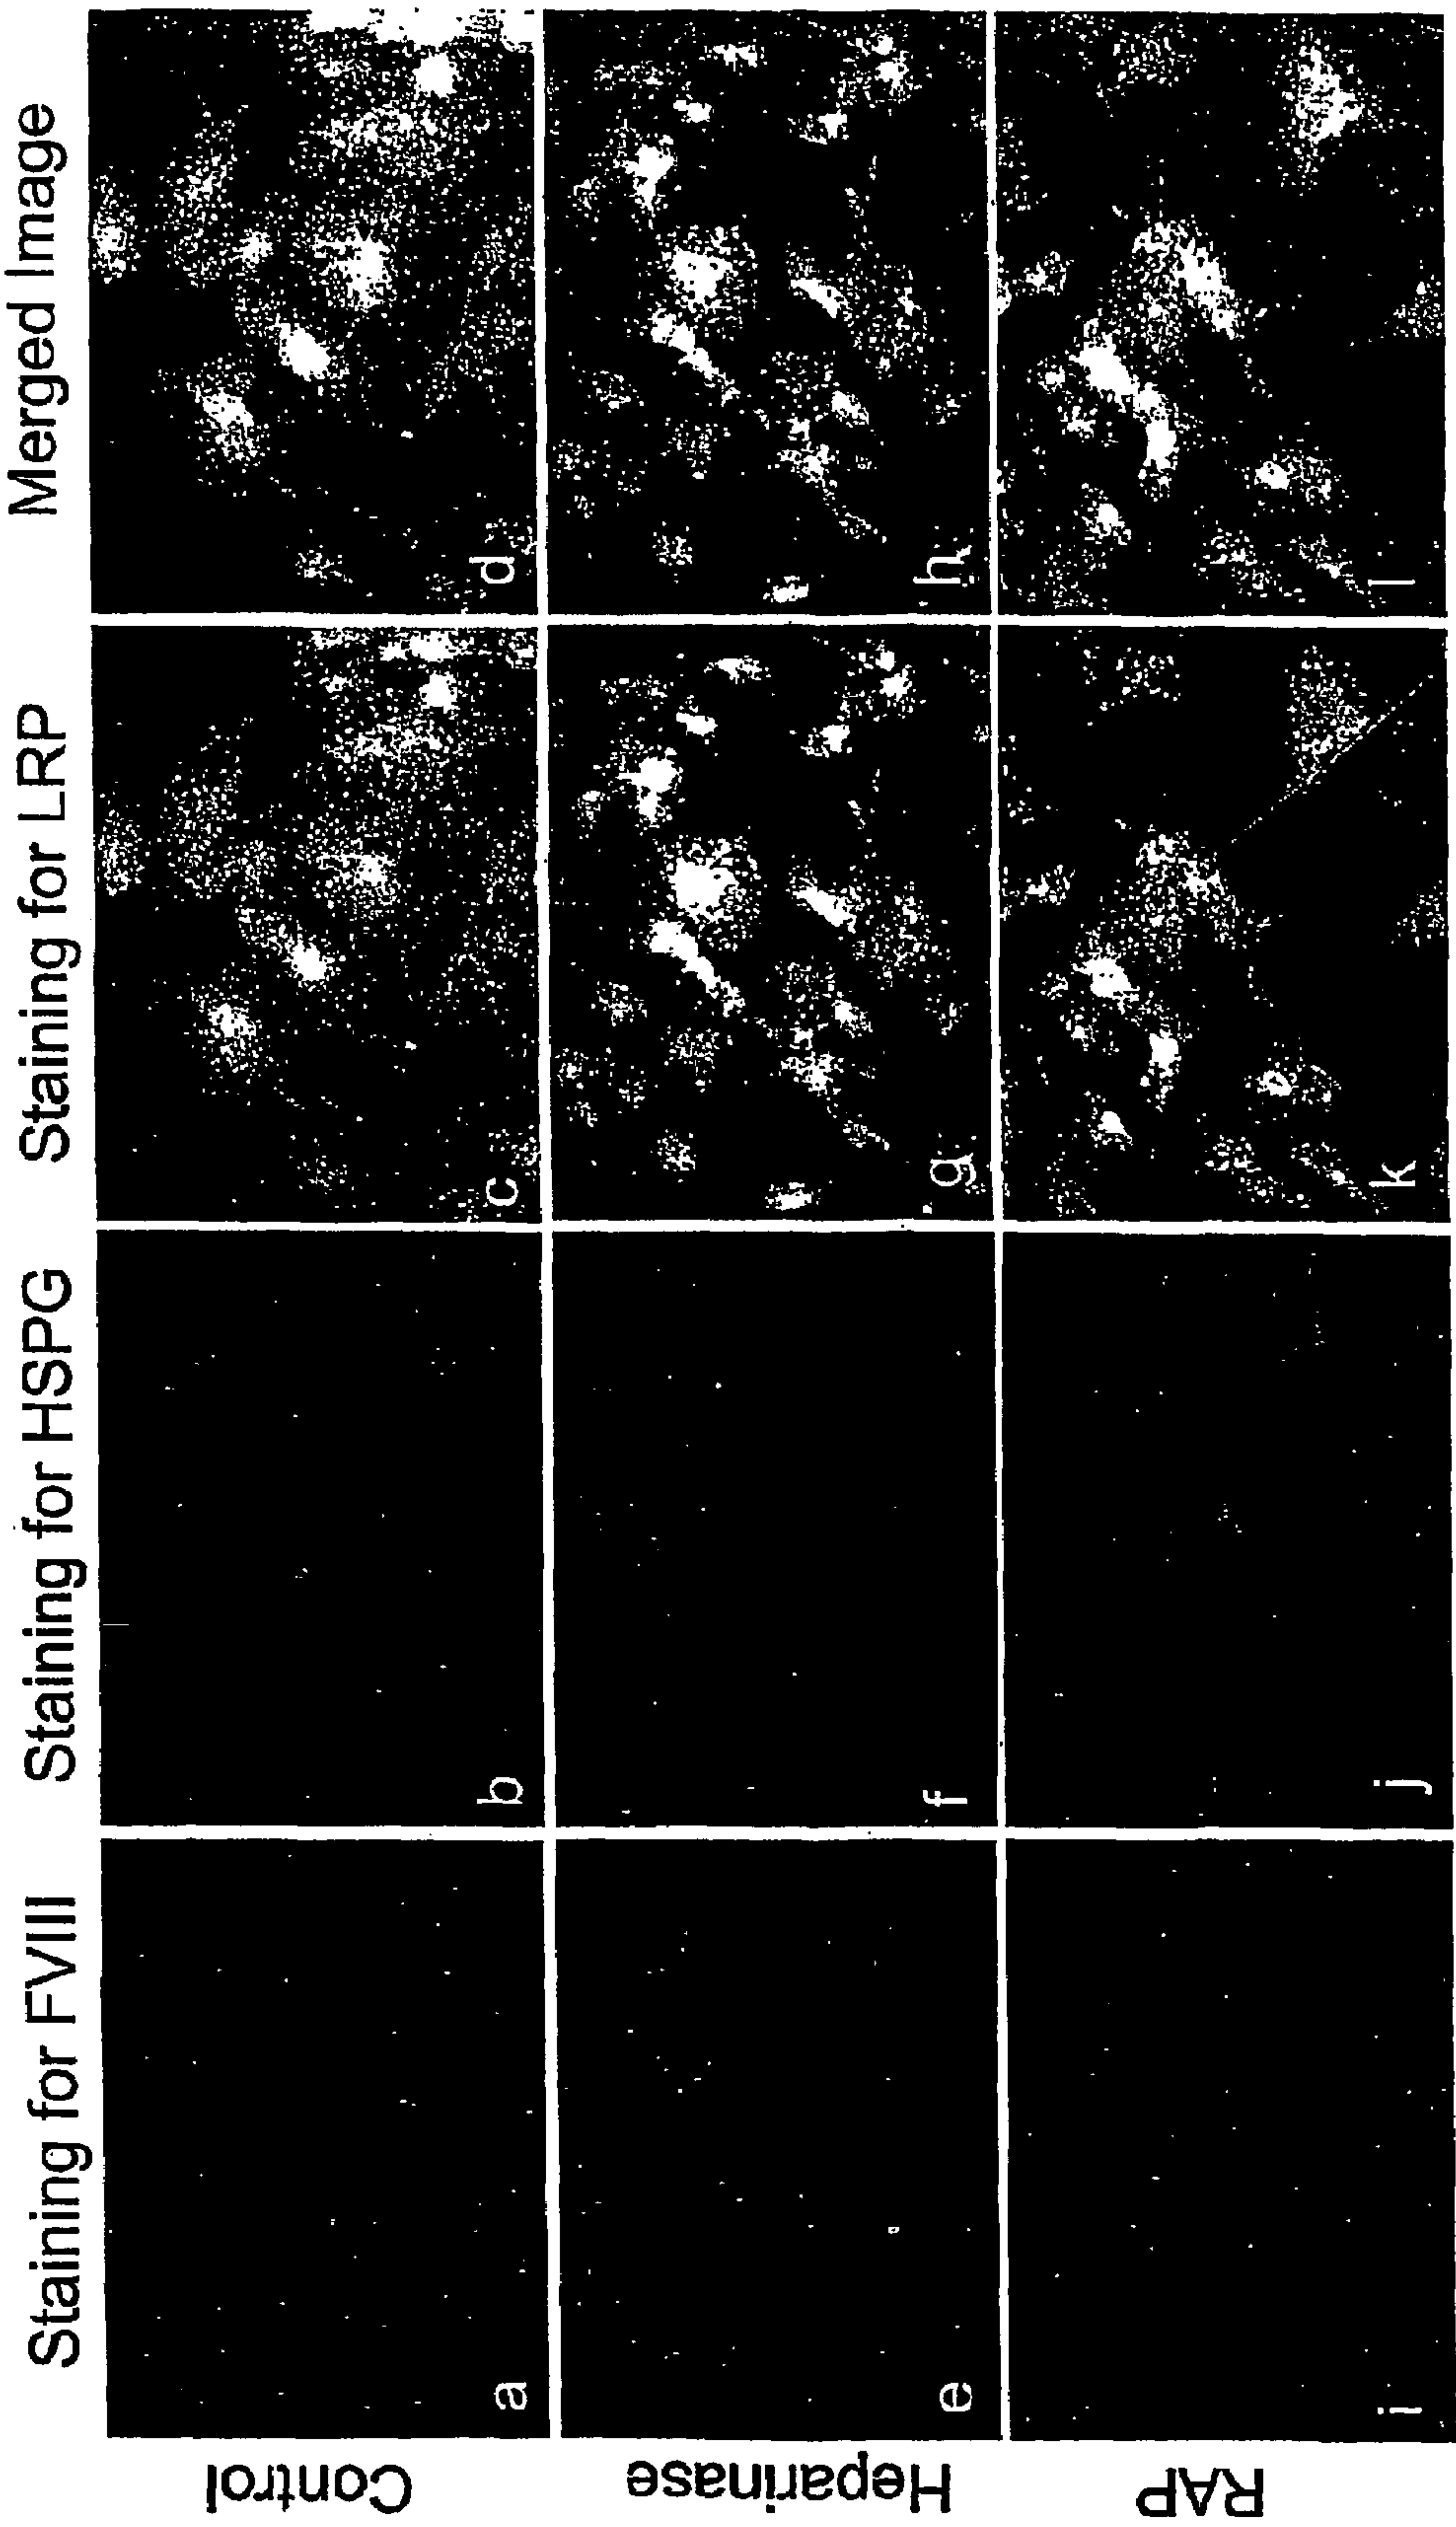 Staining for FVIII
Staining for HSPG
Staining for LRP
Merged Image
Control
a
b
c
d
Heparinase
e
f
g
h
RAP
i
j
k
l